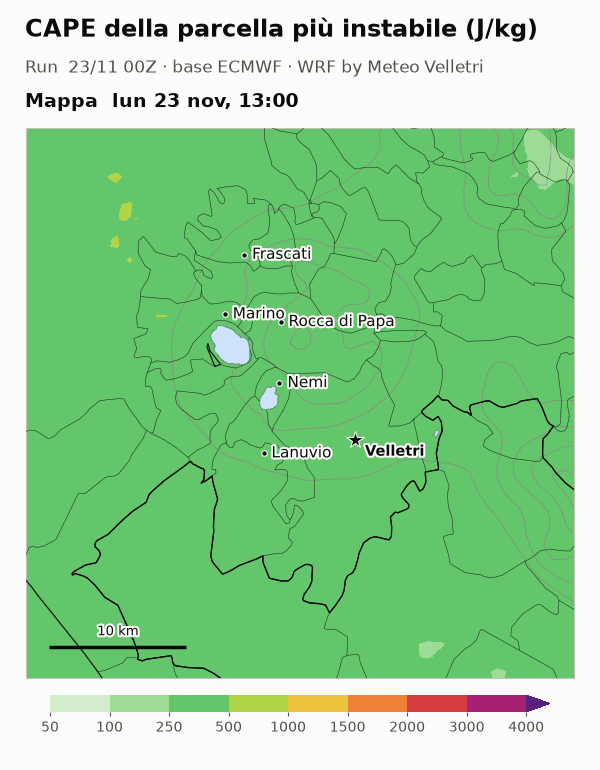 CAPE della parcella più instabile (J/kg)
Run  23/11 00Z · base ECMWF · WRF by Meteo Velletri
Mappa  lun 23 nov, 13:00
Frascati
Marino
Rocca di Papa
Nemi
Velletri
Lanuvio
10 km
50 100 250 500 1000 1500 2000 3000 4000